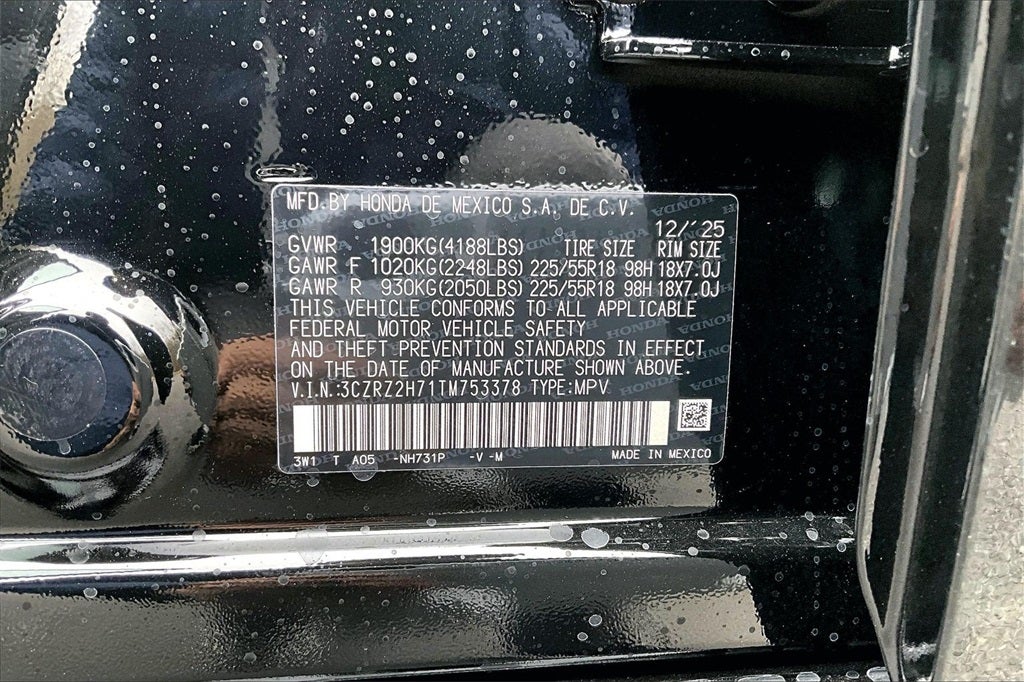 MFD.BY HONDA DE MEXICO S.A. DE C.V.
12/ 25
GVWR 1900KG(4188LBS) TIRE SIZE RIM SIZE
GAWR F 1020KG(2248LBS) 225/55R18 98H 18X7.0J
GAWR R 930KG(2050LBS) 225/55R18 98H 18X7.0J
THIS VEHICLE CONFORMS TO ALL APPLICABLE
FEDERAL MOTOR VEHICLE SAFETY
AND THEFT PREVENTION STANDARDS IN EFFECT
ON THE DATE OF MANUFACTURE SHOWN ABOVE.
V.I.N.:3CZRZ2H71TM753378 TYPE:MPV
3W1 T A05 -NH731P -V -M MADE IN MEXICO